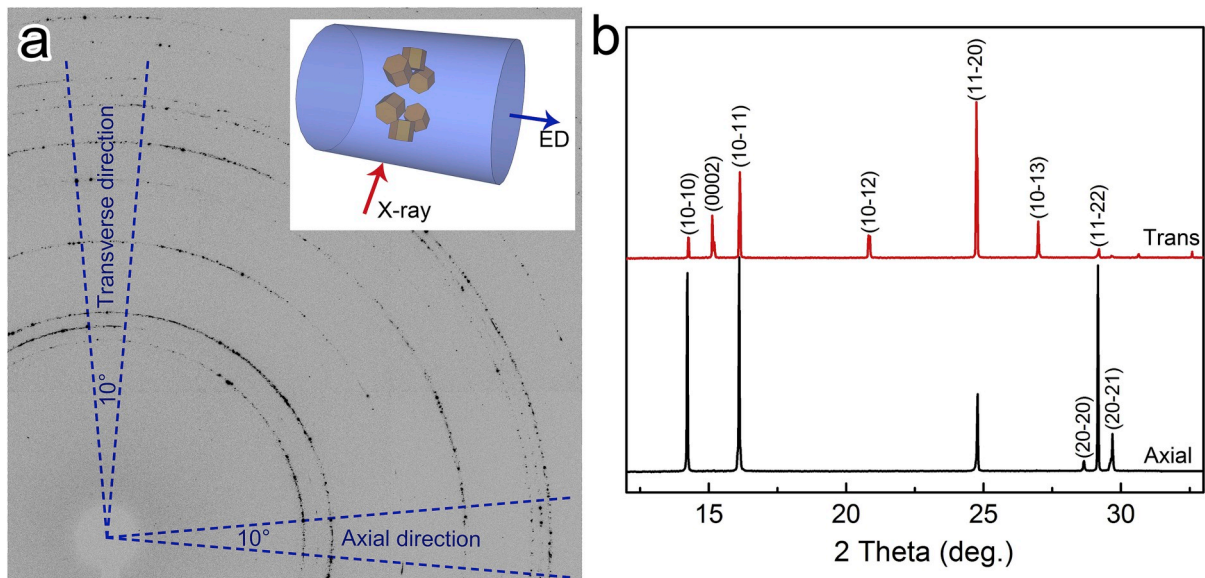 a
Transverse direction
10°
10°
Axial direction
X-ray
ED
b
(10-10)
(0002)
(10-11)
(10-12)
(11-20)
(10-13)
(11-22)
Trans
(20-20)
(20-21)
Axial
15
20
25
30
2 Theta (deg.)